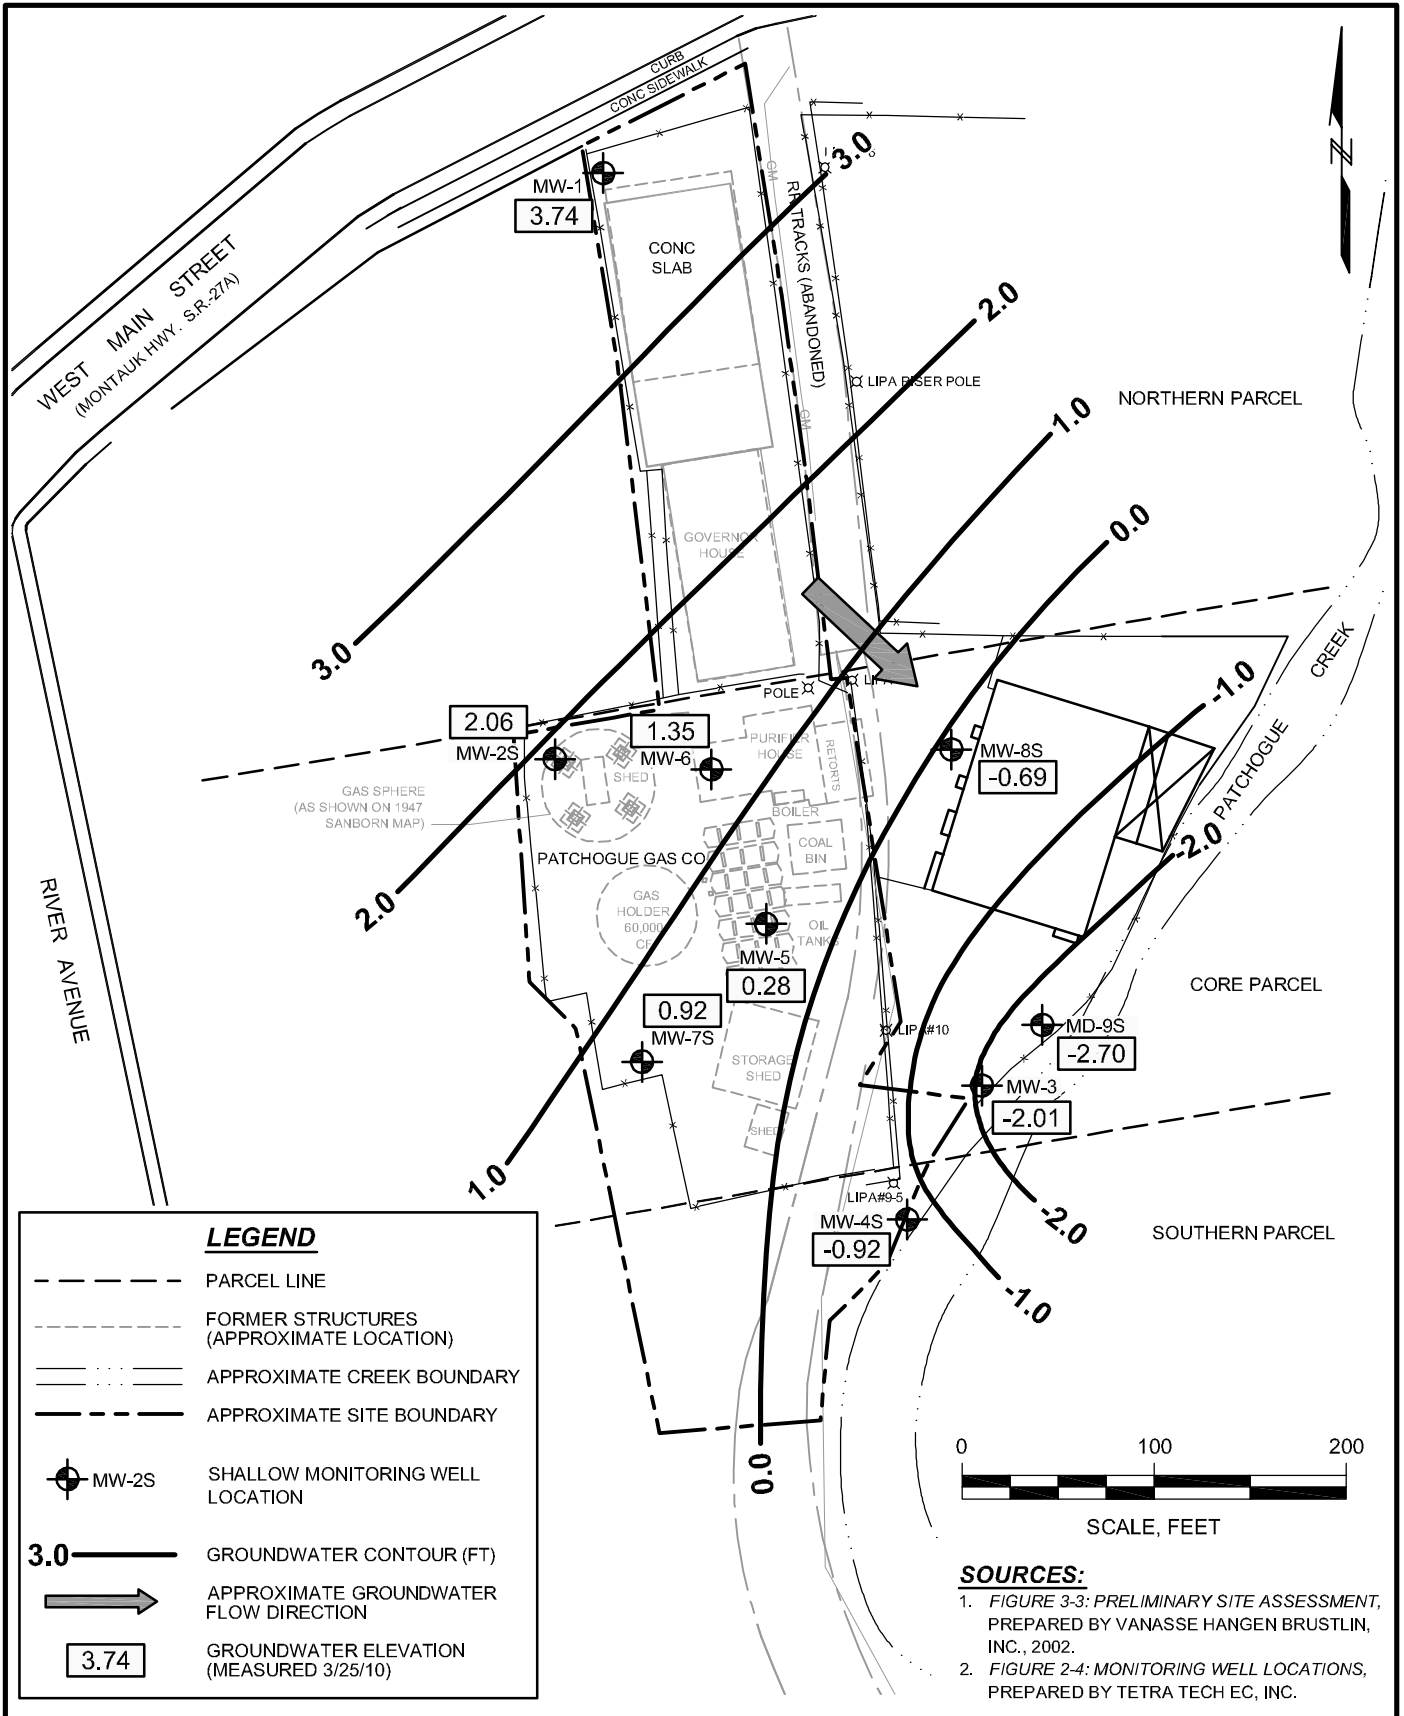 CURB
CONC SIDEWALK
3.0
MW-1
3.74
GM
RR TRACKS (ABANDONED)
CONC
SLAB
WEST MAIN STREET
(MONTAUK HWY. S.R.-27A)
2.0
LIPA RISER POLE
NORTHERN PARCEL
1.0
GM
0.0
GOVERNOR
HOUSE
3.0
CREEK
PATCHOGUE
-1.0
POLE
LIPA
2.06
MW-2S
1.35
MW-6
PURIFIER
HOUSE
RETORTS
MW-8S
-0.69
SHED
GAS SPHERE
(AS SHOWN ON 1947
SANBORN MAP)
BOILER
COAL
BIN
-2.0
PATCHOGUE GAS CO
RIVER AVENUE
2.0
GAS
HOLDER
60,000
CF
OIL
TANKS
MW-5
0.28
CORE PARCEL
0.92
MW-7S
LIPA#10
MD-9S
-2.70
STORAGE
SHED
MW-3
-2.01
SHED
1.0
LIPA#9-5
MW-4S
-0.92
-2.0
SOUTHERN PARCEL
-1.0
0.0
LEGEND
PARCEL LINE
FORMER STRUCTURES
(APPROXIMATE LOCATION)
APPROXIMATE CREEK BOUNDARY
APPROXIMATE SITE BOUNDARY
MW-2S
SHALLOW MONITORING WELL
LOCATION
3.0
GROUNDWATER CONTOUR (FT)
APPROXIMATE GROUNDWATER
FLOW DIRECTION
3.74
GROUNDWATER ELEVATION
(MEASURED 3/25/10)
N
0 100 200
SCALE, FEET
SOURCES:
1. FIGURE 3-3: PRELIMINARY SITE ASSESSMENT,
PREPARED BY VANASSE HANGEN BRUSTLIN,
INC., 2002.
2. FIGURE 2-4: MONITORING WELL LOCATIONS,
PREPARED BY TETRA TECH EC, INC.